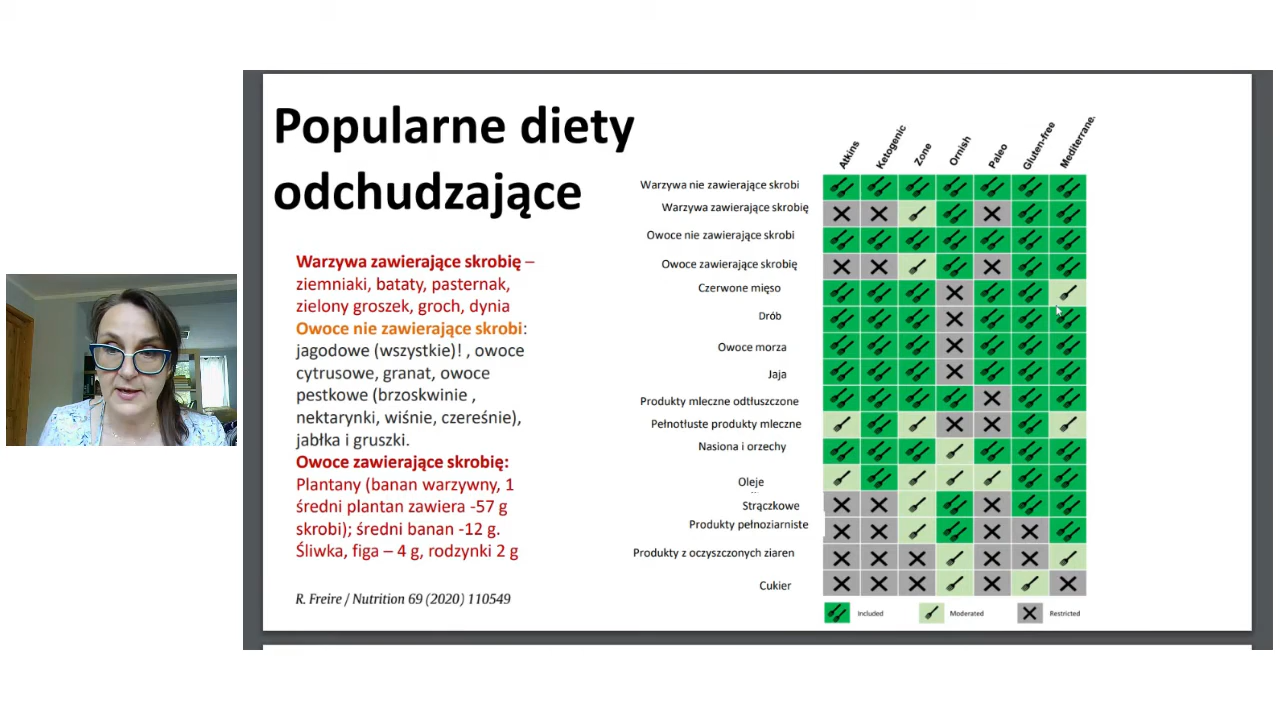 Popularne diety
odchudzające
Warzywa zawierające skrobię –
ziemniaki, bataty, pasternak,
zielony groszek, groch, dynia
Owoce nie zawierające skrobi:
jagodowe (wszystkie)! , owoce
cytrusowe, granat, owoce
pestkowe (brzoskwinie ,
nektarynki, wiśnie, czereśnie),
jabłka i gruszki.
Owoce zawierające skrobię:
Plantany (banan warzywny, 1
średni plantan zawiera -57 g
skrobi); średni banan -12 g.
Śliwka, figa – 4 g, rodzynki 2 g
R. Freire / Nutrition 69 (2020) 110549
Atkins
Ketogenic
Zone
Ornish
Paleo
Gluten-free
Mediterranea
Warzywa nie zawierające skrobi
Warzywa zawierające skrobię
Owoce nie zawierające skrobi
Owoce zawierające skrobię
Czerwone mięso
Drób
Owoce morza
Jaja
Produkty mleczne odtłuszczone
Pełnotłuste produkty mleczne
Nasiona i orzechy
Oleje
Strączkowe
Produkty pełnoziarniste
Produkty z oczyszczonych ziaren
Cukier
Included
Moderated
Restricted